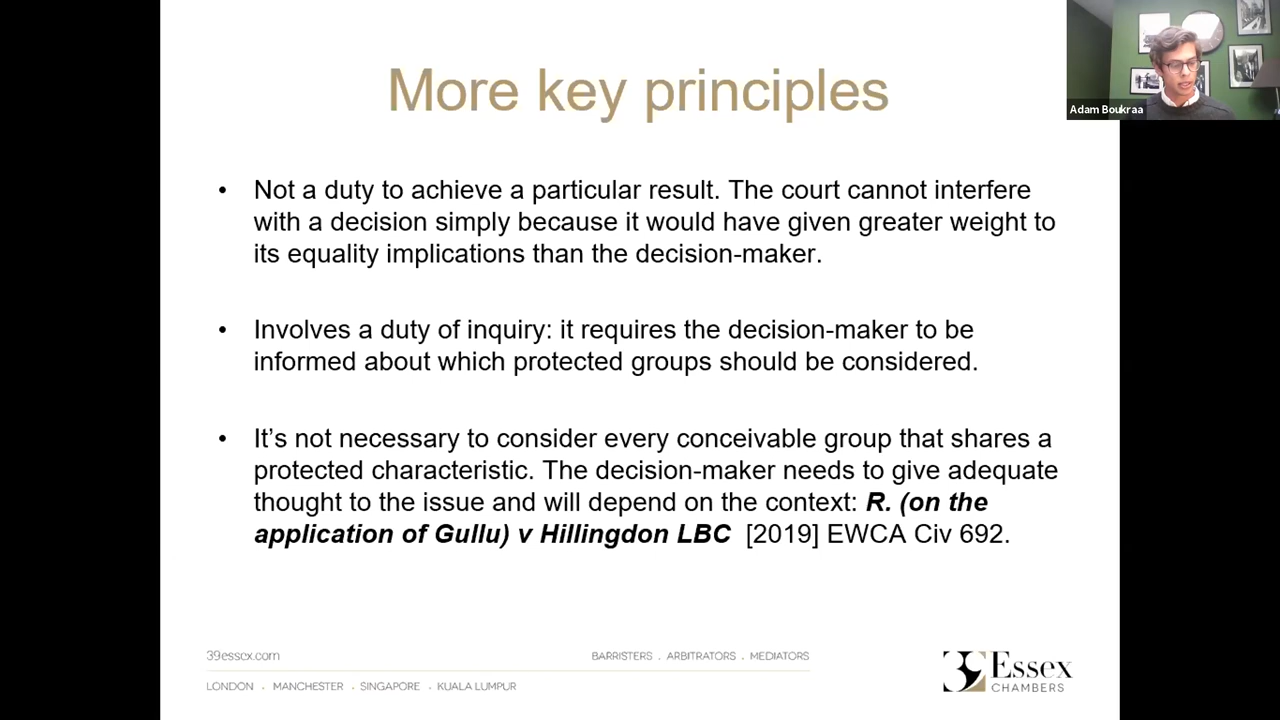 More key principles
Adam Boukraa
• Not a duty to achieve a particular result. The court cannot interfere
with a decision simply because it would have given greater weight to
its equality implications than the decision-maker.
• Involves a duty of inquiry: it requires the decision-maker to be
informed about which protected groups should be considered.
• It’s not necessary to consider every conceivable group that shares a
protected characteristic. The decision-maker needs to give adequate
thought to the issue and will depend on the context: R. (on the
application of Gullu) v Hillingdon LBC [2019] EWCA Civ 692.
39essex.com
BARRISTERS . ARBITRATORS . MEDIATORS
LONDON . MANCHESTER . SINGAPORE . KUALA LUMPUR
39 Essex
CHAMBERS